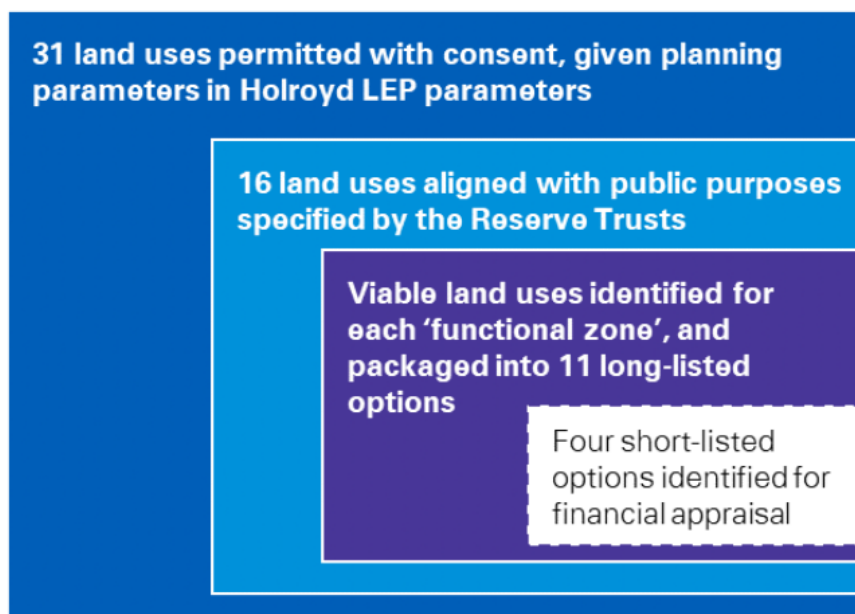 31 land uses permitted with consent, given planning
parameters in Holroyd LEP parameters
16 land uses aligned with public purposes
specified by the Reserve Trusts
Viable land uses identified for
each ‘functional zone’, and
packaged into 11 long-listed
options
Four short-listed
options identified for
financial appraisal